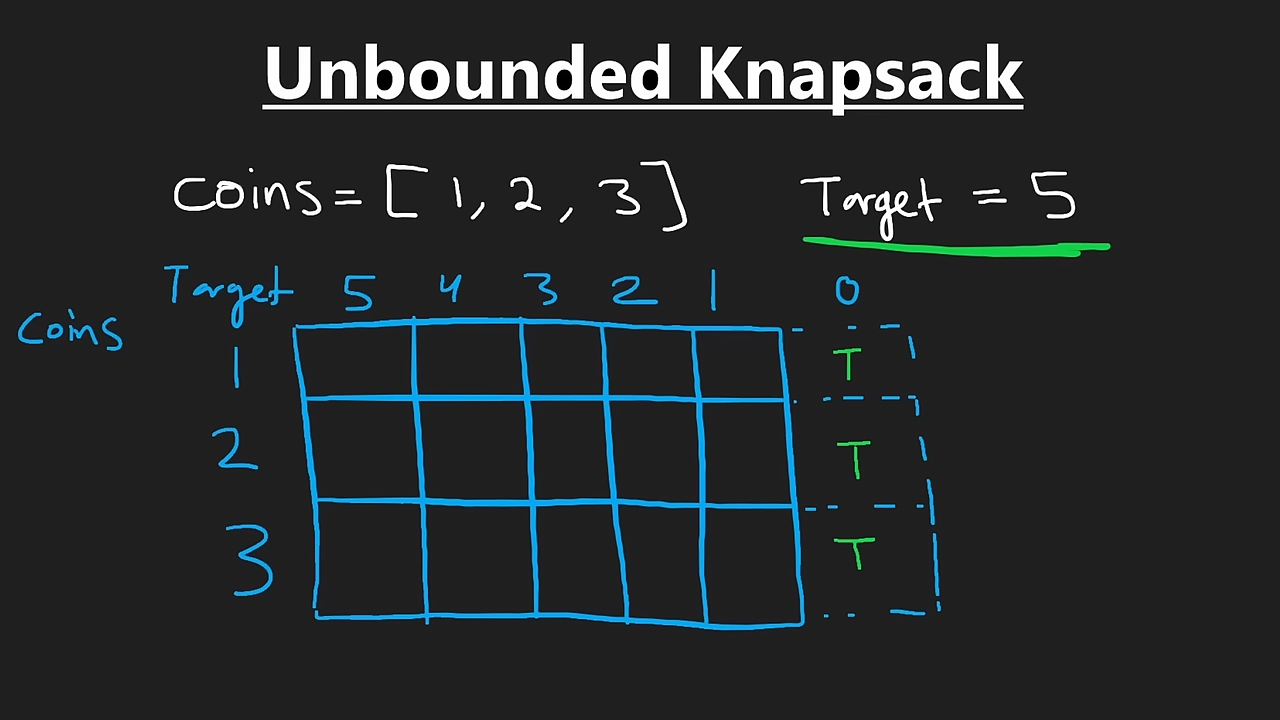 Unbounded Knapsack
Coins = [1, 2, 3] Target = 5
Target 5 4 3 2 1 0
Coins
1 T
2 T
3 T